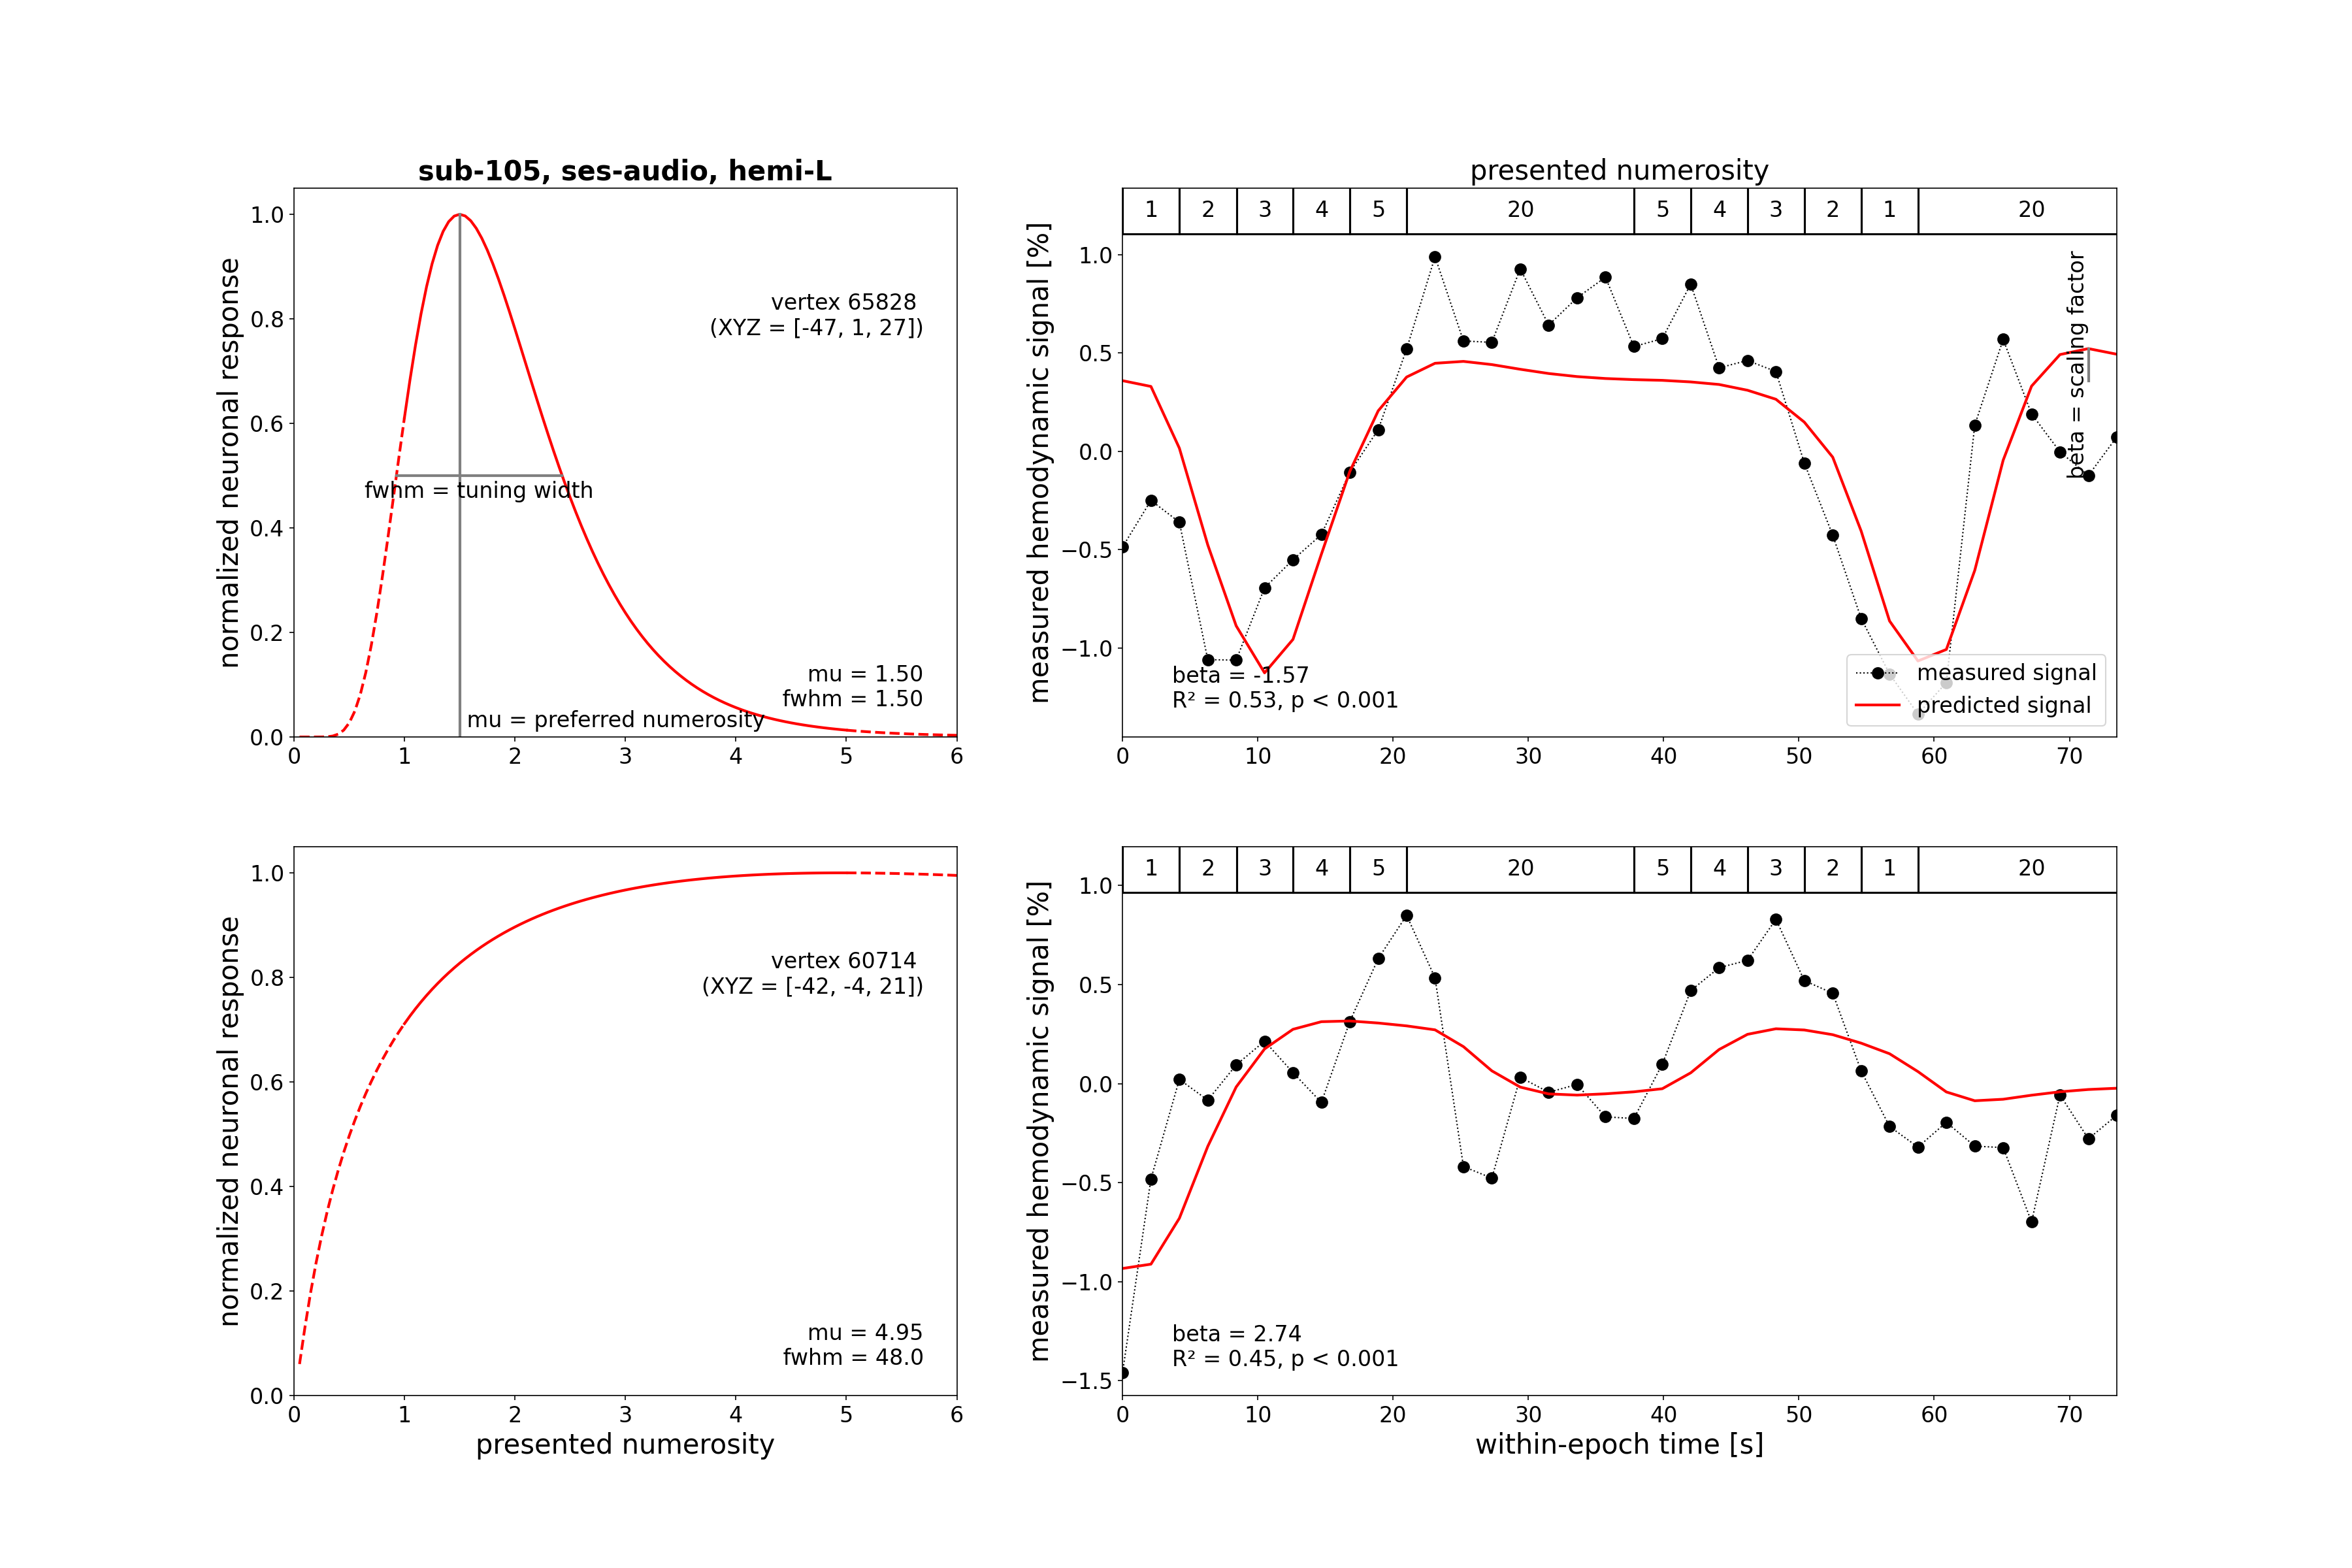 sub-105, ses-audio, hemi-L
normalized neuronal response
1.0
0.8
0.6
0.4
0.2
0.0
vertex 65828
(XYZ = [-47, 1, 27])
fwhm = tuning width
mu = 1.50
fwhm = 1.50
mu = preferred numerosity
0 1 2 3 4 5 6
presented numerosity
1 2 3 4 5 20 5 4 3 2 1 20
measured hemodynamic signal [%]
1.0
0.5
0.0
−0.5
−1.0
beta = scaling factor
beta = -1.57
R² = 0.53, p < 0.001
measured signal
predicted signal
0 10 20 30 40 50 60 70
normalized neuronal response
1.0
0.8
0.6
0.4
0.2
0.0
vertex 60714
(XYZ = [-42, -4, 21])
mu = 4.95
fwhm = 48.0
0 1 2 3 4 5 6
presented numerosity
1 2 3 4 5 20 5 4 3 2 1 20
measured hemodynamic signal [%]
1.0
0.5
0.0
−0.5
−1.0
−1.5
beta = 2.74
R² = 0.45, p < 0.001
0 10 20 30 40 50 60 70
within-epoch time [s]